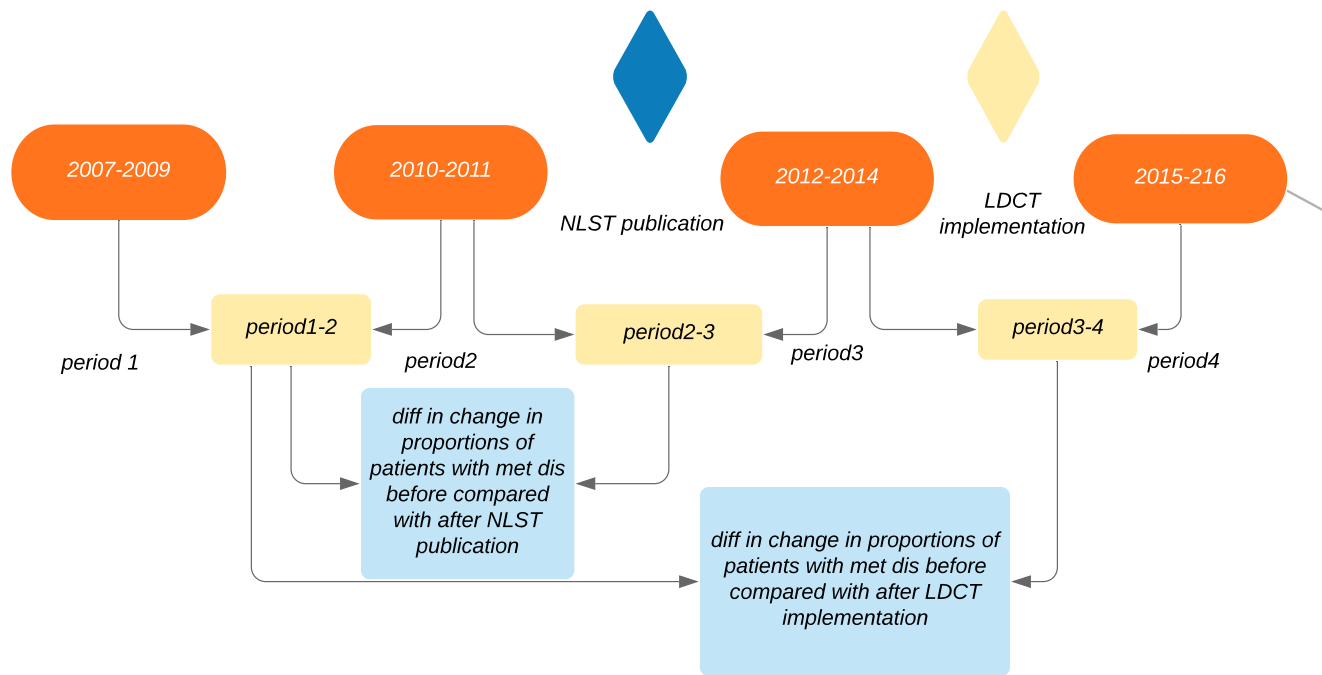 2007-2009
2010-2011
2012-2014
2015-216
NLST publication
LDCT
implementation
period1-2
period2-3
period3-4
period 1
period2
period3
period4
diff in change in
proportions of
patients with met dis
before compared
with after NLST
publication
diff in change in proportions of
patients with met dis before
compared with after LDCT
implementation